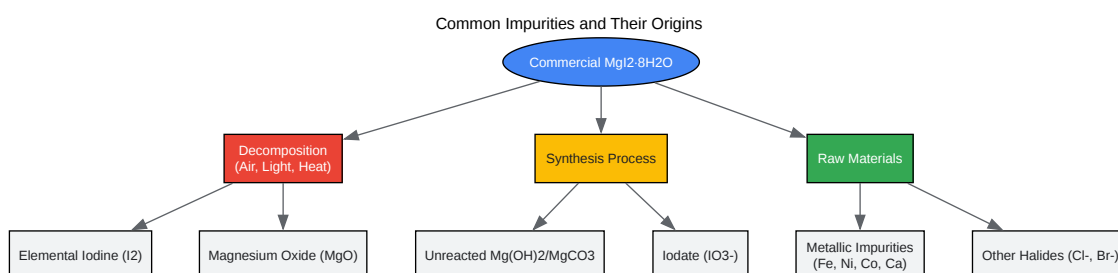 Common Impurities and Their Origins
Commercial MgI2·8H2O
Decomposition
(Air, Light, Heat)
Synthesis Process
Raw Materials
Elemental Iodine (I2)
Magnesium Oxide (MgO)
Unreacted Mg(OH)2/MgCO3
Iodate (IO3-)
Metallic Impurities
(Fe, Ni, Co, Ca)
Other Halides (Cl-, Br-)